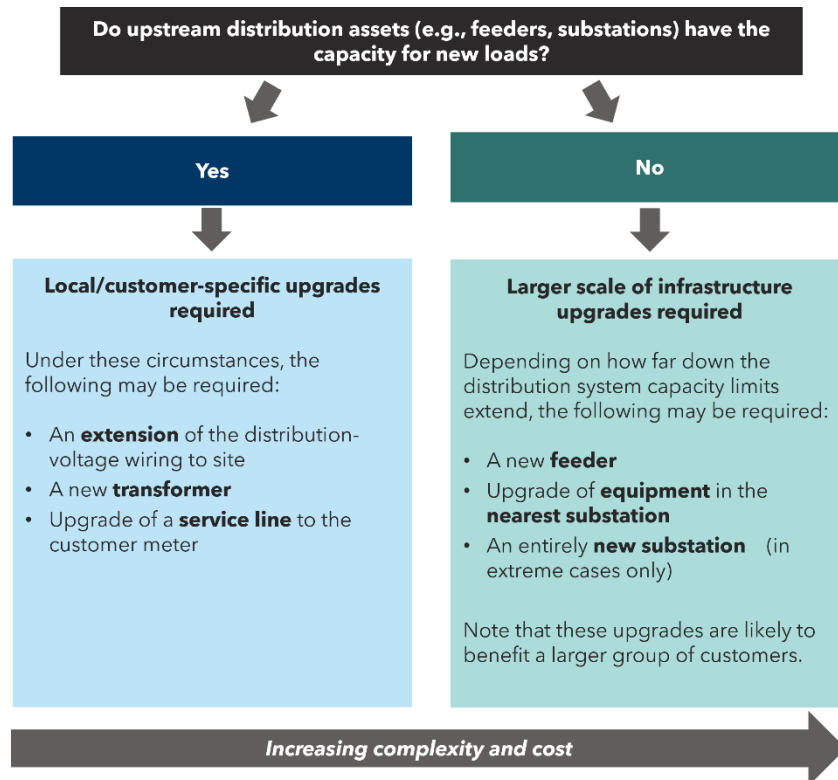 Do upstream distribution assets (e.g., feeders, substations) have the
capacity for new loads?
Yes
Local/customer-specific upgrades
required
Under these circumstances, the
following may be required:
• An extension of the distribution-
voltage wiring to site
• A new transformer
• Upgrade of a service line to the
customer meter
No
Larger scale of infrastructure
upgrades required
Depending on how far down the
distribution system capacity limits
extend, the following may be required:
• A new feeder
• Upgrade of equipment in the
nearest substation
• An entirely new substation (in
extreme cases only)
Note that these upgrades are likely to
benefit a larger group of customers.
Increasing complexity and cost